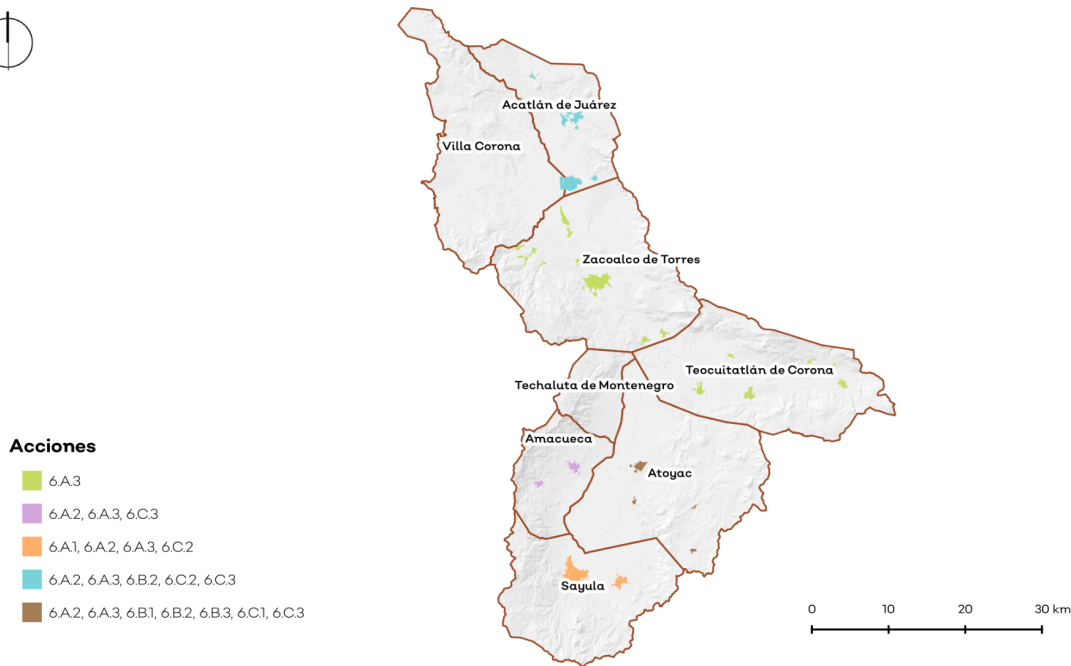 Acatlán de Juárez
Villa Corona
Zacoalco de Torres
Teocuitatlán de Corona
Techaluta de Montenegro
Amacueca
Atoyac
Sayula
Acciones
6.A.3
6.A.2, 6.A.3, 6.C.3
6.A.1, 6.A.2, 6.A.3, 6.C.2
6.A.2, 6.A.3, 6.B.2, 6.C.2, 6.C.3
6.A.2, 6.A.3, 6.B.1, 6.B.2, 6.B.3, 6.C.1, 6.C.3
0 10 20 30 km